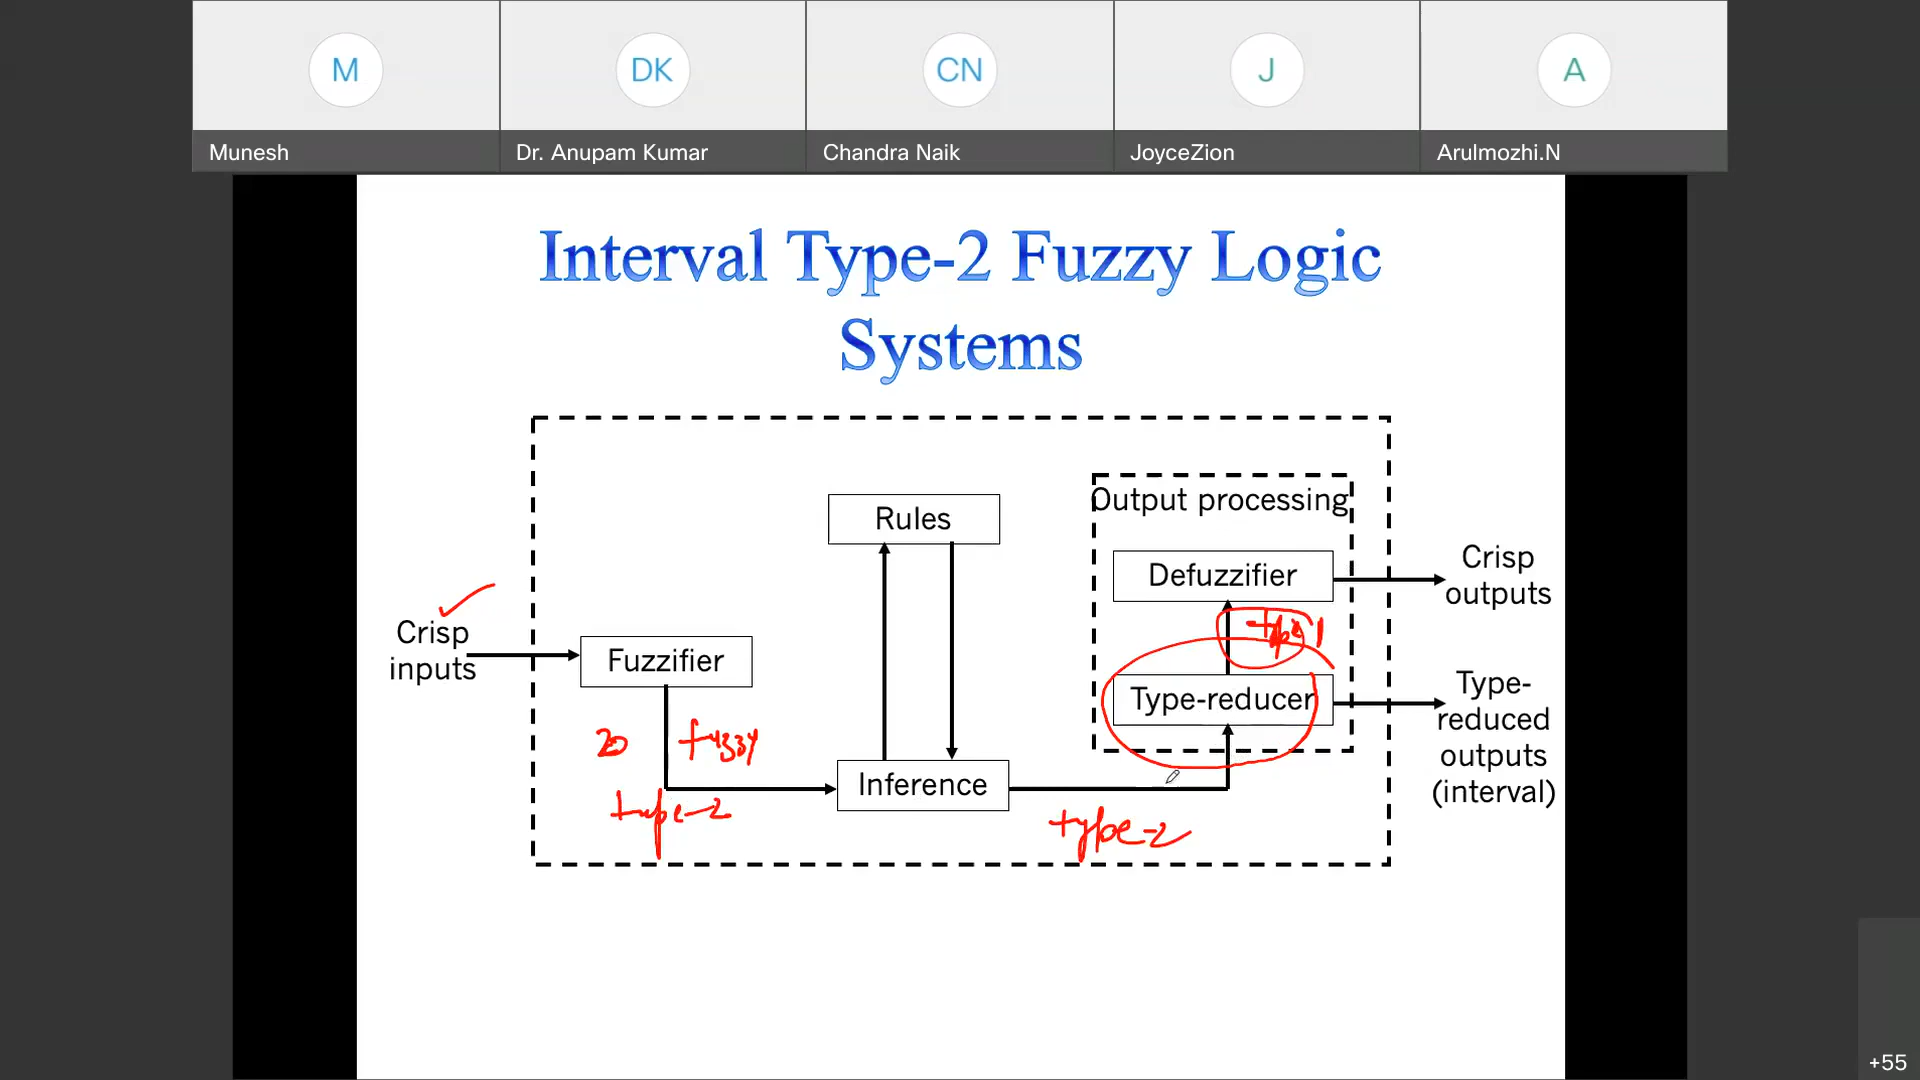 M
DK
CN
J
A
Munesh
Dr. Anupam Kumar
Chandra Naik
JoyceZion
Arulmozhi.N
Interval Type-2 Fuzzy Logic
Systems
Output processing
Rules
Defuzzifier
Crisp
outputs
Crisp
inputs
Fuzzifier
type 1
Type-reducer
Type-
reduced
outputs
(interval)
20 fuzzy
Inference
type-2
type-2
+55